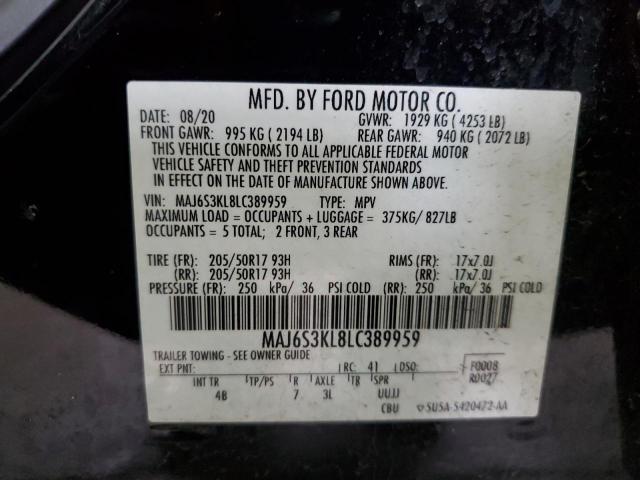 MFD. BY FORD MOTOR CO.
DATE: 08/20 GVWR: 1929 KG ( 4253 LB)
FRONT GAWR: 995 KG ( 2194 LB) REAR GAWR: 940 KG ( 2072 LB)
THIS VEHICLE CONFORMS TO ALL APPLICABLE FEDERAL MOTOR
VEHICLE SAFETY AND THEFT PREVENTION STANDARDS
IN EFFECT ON THE DATE OF MANUFACTURE SHOWN ABOVE.
VIN: MAJ6S3KL8LC389959 TYPE: MPV
MAXIMUM LOAD = OCCUPANTS + LUGGAGE = 375KG/ 827LB
OCCUPANTS = 5 TOTAL; 2 FRONT, 3 REAR
TIRE (FR): 205/50R17 93H RIMS (FR): 17x7.0J
(RR): 205/50R17 93H (RR): 17x7.0J
PRESSURE (FR): 250 kPa/ 36 PSI COLD (RR): 250 kPa/ 36 PSI COLD
MAJ6S3KL8LC389959
TRAILER TOWING - SEE OWNER GUIDE
EXT PNT: RC: 41 DSO: F0008
R0027
INT TR TP/PS R AXLE TR SPR
4B 7 3L UUJJ
CBU SU5A-5420472-AA